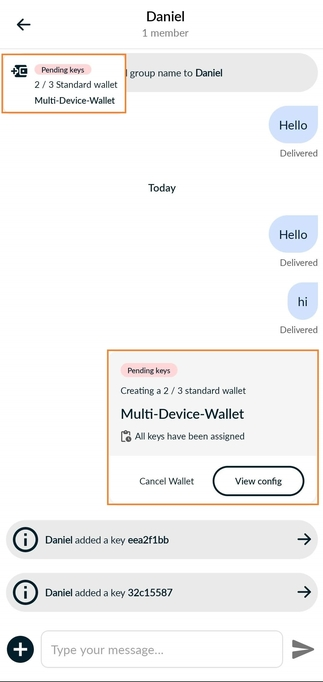 Daniel
1 member
Pending keys
2 / 3 Standard wallet
Multi-Device-Wallet
group name to Daniel
Hello
Delivered
Today
Hello
Delivered
hi
Delivered
Pending keys
Creating a 2 / 3 standard wallet
Multi-Device-Wallet
All keys have been assigned
Cancel Wallet
View config
Daniel added a key eea2f1bb
Daniel added a key 32c15587
Type your message...